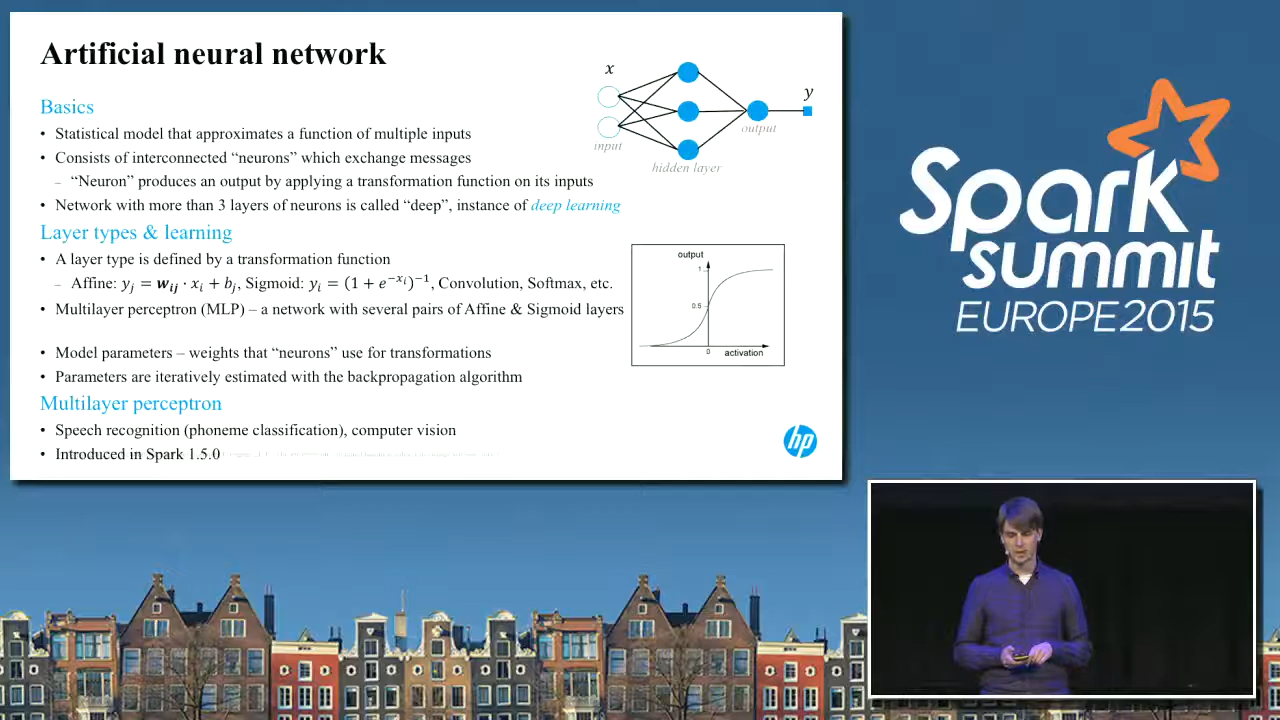 Artificial neural network
Basics
• Statistical model that approximates a function of multiple inputs
• Consists of interconnected “neurons” which exchange messages
– “Neuron” produces an output by applying a transformation function on its inputs
• Network with more than 3 layers of neurons is called “deep”, instance of deep learning
Layer types & learning
• A layer type is defined by a transformation function
– Affine: yⱼ = wᵢⱼ · xᵢ + bⱼ, Sigmoid: yᵢ = (1 + e^(−xᵢ))^(−1), Convolution, Softmax, etc.
• Multilayer perceptron (MLP) – a network with several pairs of Affine & Sigmoid layers
• Model parameters – weights that “neurons” use for transformations
• Parameters are iteratively estimated with the backpropagation algorithm
Multilayer perceptron
• Speech recognition (phoneme classification), computer vision
• Introduced in Spark 1.5.0
x
y
input
hidden layer
output
output
1
0.5
0
activation
hp
Spark
summit
EUROPE 2015